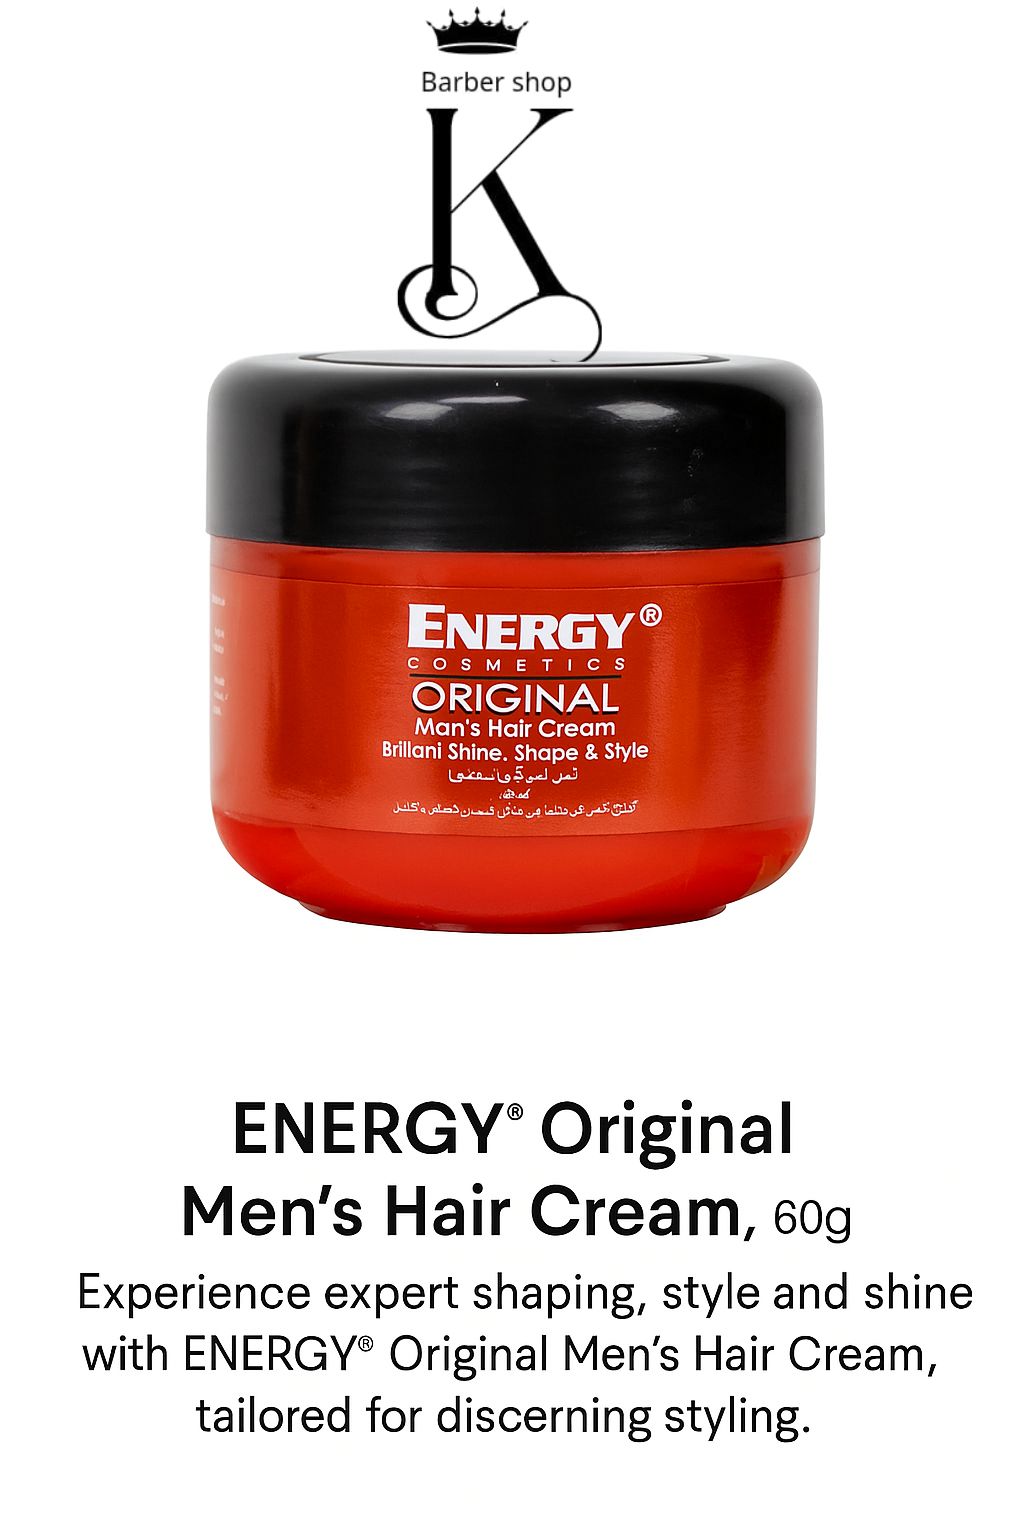 Barber shop
K
ENERGY®
COSMETICS
ORIGINAL
Man's Hair Cream
Brillani Shine. Shape & Style
ENERGY® Original
Men’s Hair Cream, 60g
Experience expert shaping, style and shine
with ENERGY® Original Men’s Hair Cream,
tailored for discerning styling.